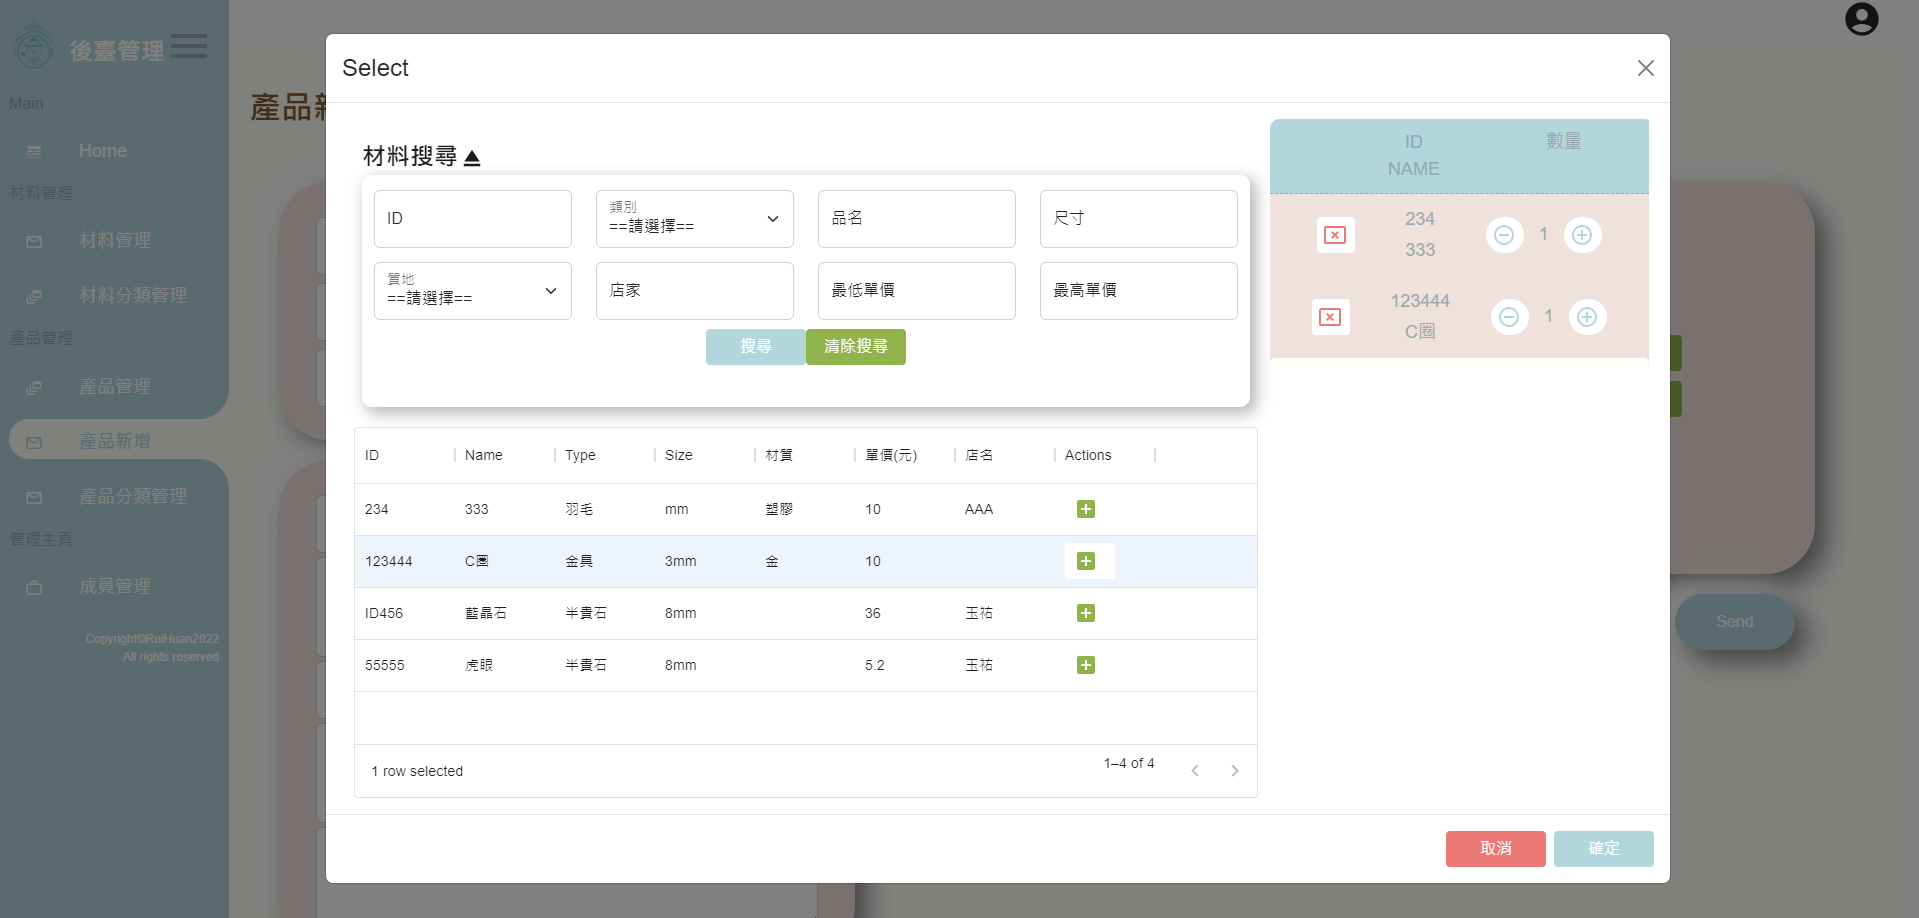 後臺管理
Main
Home
材料管理
材料管理
材料分類管理
產品管理
產品管理
產品新增
產品分類管理
管理主頁
成員管理
Copyright©RuiHuan2022
All rights reserved
Select
材料搜尋
ID
類別
==請選擇==
品名
尺寸
質地
==請選擇==
店家
最低單價
最高單價
搜尋 清除搜尋
ID Name Type Size 材質 單價(元) 店名 Actions
234 333 羽毛 mm 塑膠 10 AAA
123444 C圈 金具 3mm 金 10
ID456 藍晶石 半貴石 8mm 36 玉祐
55555 虎眼 半貴石 8mm 5.2 玉祐
1 row selected
1–4 of 4
ID
NAME
數量
234
333
1
123444
C圈
1
取消 確定
Send